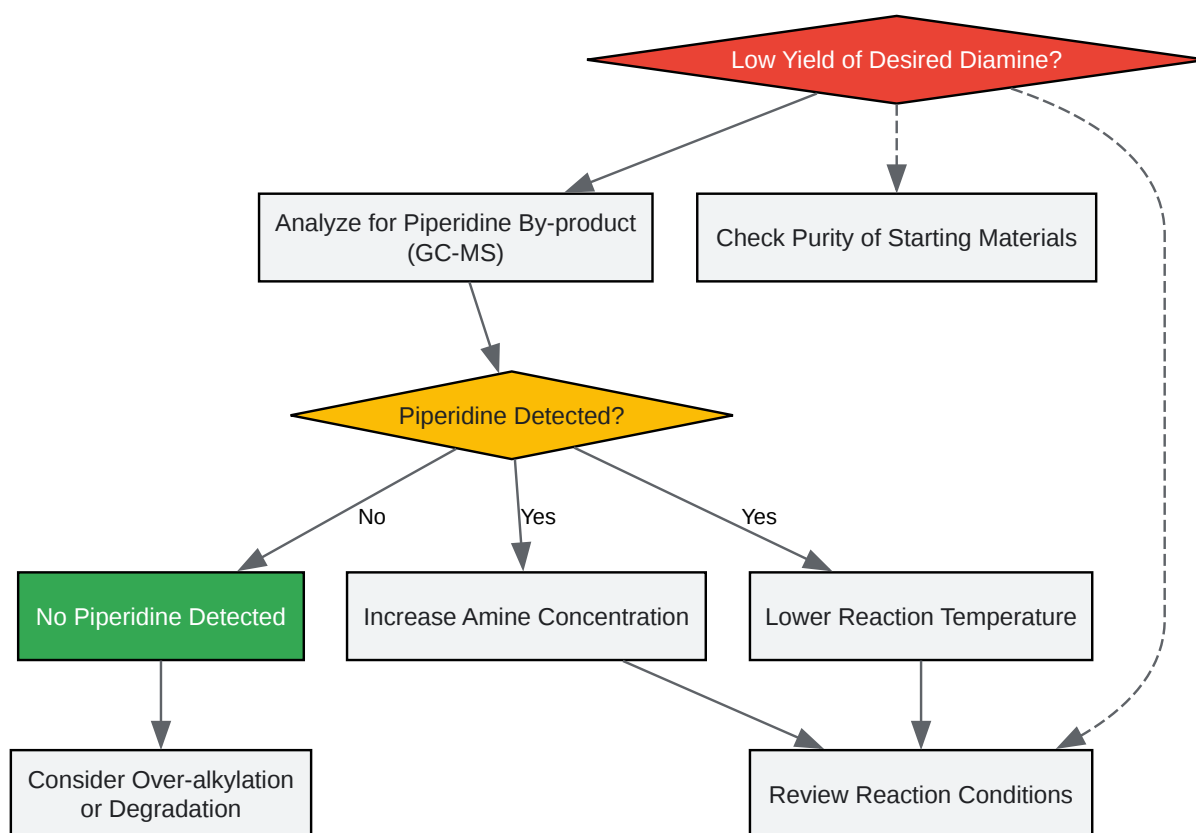 Low Yield of Desired Diamine?
Analyze for Piperidine By-product
(GC-MS)
Check Purity of Starting Materials
Piperidine Detected?
No
Yes
Yes
No Piperidine Detected
Increase Amine Concentration
Lower Reaction Temperature
Consider Over-alkylation
or Degradation
Review Reaction Conditions